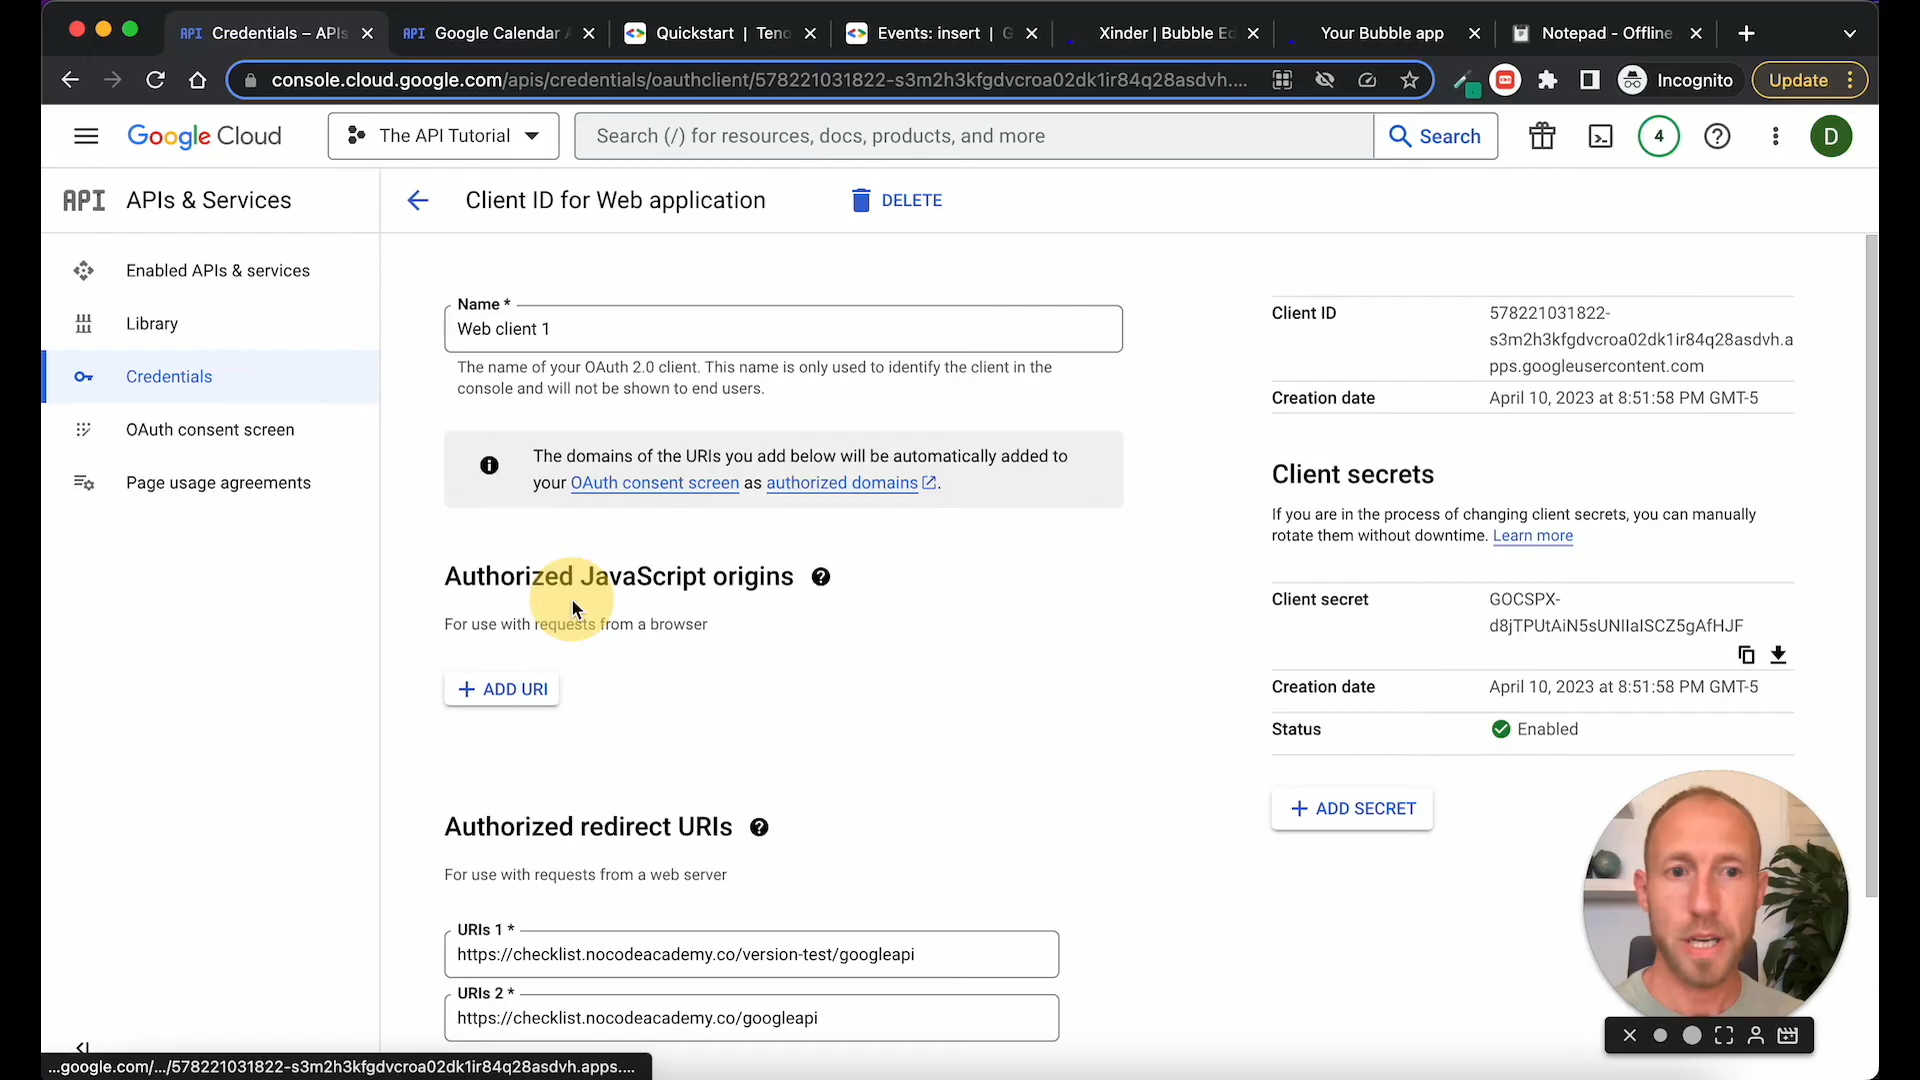 API Credentials – APIs
API Google Calendar A
Quickstart | Teno
Events: insert | G
Xinder | Bubble Ed
Your Bubble app
Notepad - Offline
console.cloud.google.com/apis/credentials/oauthclient/578221031822-s3m2h3kfgdvcroa02dk1ir84q28asdvh....
Incognito
Update
Google Cloud
The API Tutorial
Search (/) for resources, docs, products, and more
Search
4
D
API APIs & Services
Client ID for Web application
DELETE
Enabled APIs & services
Library
Credentials
OAuth consent screen
Page usage agreements
Name *
Web client 1
The name of your OAuth 2.0 client. This name is only used to identify the client in the
console and will not be shown to end users.
The domains of the URIs you add below will be automatically added to
your OAuth consent screen as authorized domains.
Authorized JavaScript origins
For use with requests from a browser
+ ADD URI
Authorized redirect URIs
For use with requests from a web server
URIs 1 *
https://checklist.nocodeacademy.co/version-test/googleapi
URIs 2 *
https://checklist.nocodeacademy.co/googleapi
Client ID
578221031822-
s3m2h3kfgdvcroa02dk1ir84q28asdvh.a
pps.googleusercontent.com
Creation date
April 10, 2023 at 8:51:58 PM GMT-5
Client secrets
If you are in the process of changing client secrets, you can manually
rotate them without downtime. Learn more
Client secret
GOCSPX-
d8jTPUtAiN5sUNIIaISCZ5gAfHJF
Creation date
April 10, 2023 at 8:51:58 PM GMT-5
Status
Enabled
+ ADD SECRET
...google.com/.../578221031822-s3m2h3kfgdvcroa02dk1ir84q28asdvh.apps....